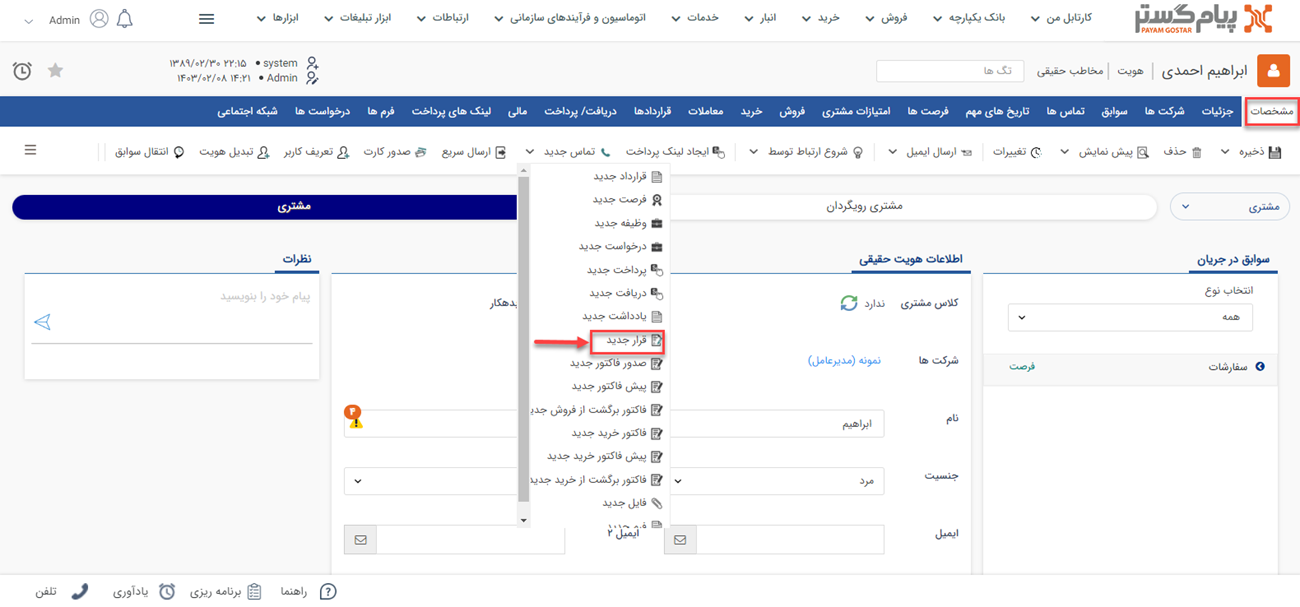 پیام گستر
PAYAM GOSTAR
کارتابل من
بانک یکپارچه
فروش
خرید
انبار
خدمات
اتوماسیون و فرآیندهای سازمانی
ارتباطات
ابزار تبلیغات
ابزارها
Admin
ابراهیم احمدی
هویت
مخاطب حقیقی
تگ ها
system • ۱۳۸۹/۰۲/۳۰ ۲۲:۱۵
Admin • ۱۴۰۳/۰۲/۰۸ ۱۴:۲۱
مشخصات
جزئیات
شرکت ها
سوابق
تماس ها
تاریخ های مهم
فرصت ها
امتیازات مشتری
فروش
خرید
معاملات
قراردادها
دریافت/ پرداخت
مالی
لینک های پرداخت
فرم ها
درخواست ها
شبکه اجتماعی
ذخیره
حذف
پیش نمایش
تغییرات
ارسال ایمیل
شروع ارتباط توسط
ایجاد لینک پرداخت
تماس جدید
ارسال سریع
صدور کارت
تعریف کاربر
تبدیل هویت
انتقال سوابق
قرارداد جدید
فرصت جدید
وظیفه جدید
درخواست جدید
پرداخت جدید
دریافت جدید
یادداشت جدید
قرار جدید
صدور فاکتور جدید
پیش فاکتور جدید
فاکتور برگشت از فروش جدید
فاکتور خرید جدید
پیش فاکتور خرید جدید
فاکتور برگشت از خرید جدید
فایل جدید
فرم جدید
مشتری
مشتری رویگردان
مشتری
سوابق در جریان
انتخاب نوع
همه
سفارشات
فرصت
اطلاعات هویت حقیقی
کلاس مشتری
ندارد
شرکت ها
نمونه (مدیرعامل)
نام
ابراهیم
۴
جنسیت
مرد
ایمیل
ایمیل ۲
نظرات
پیام خود را بنویسید
راهنما
برنامه ریزی
یادآوری
تلفن